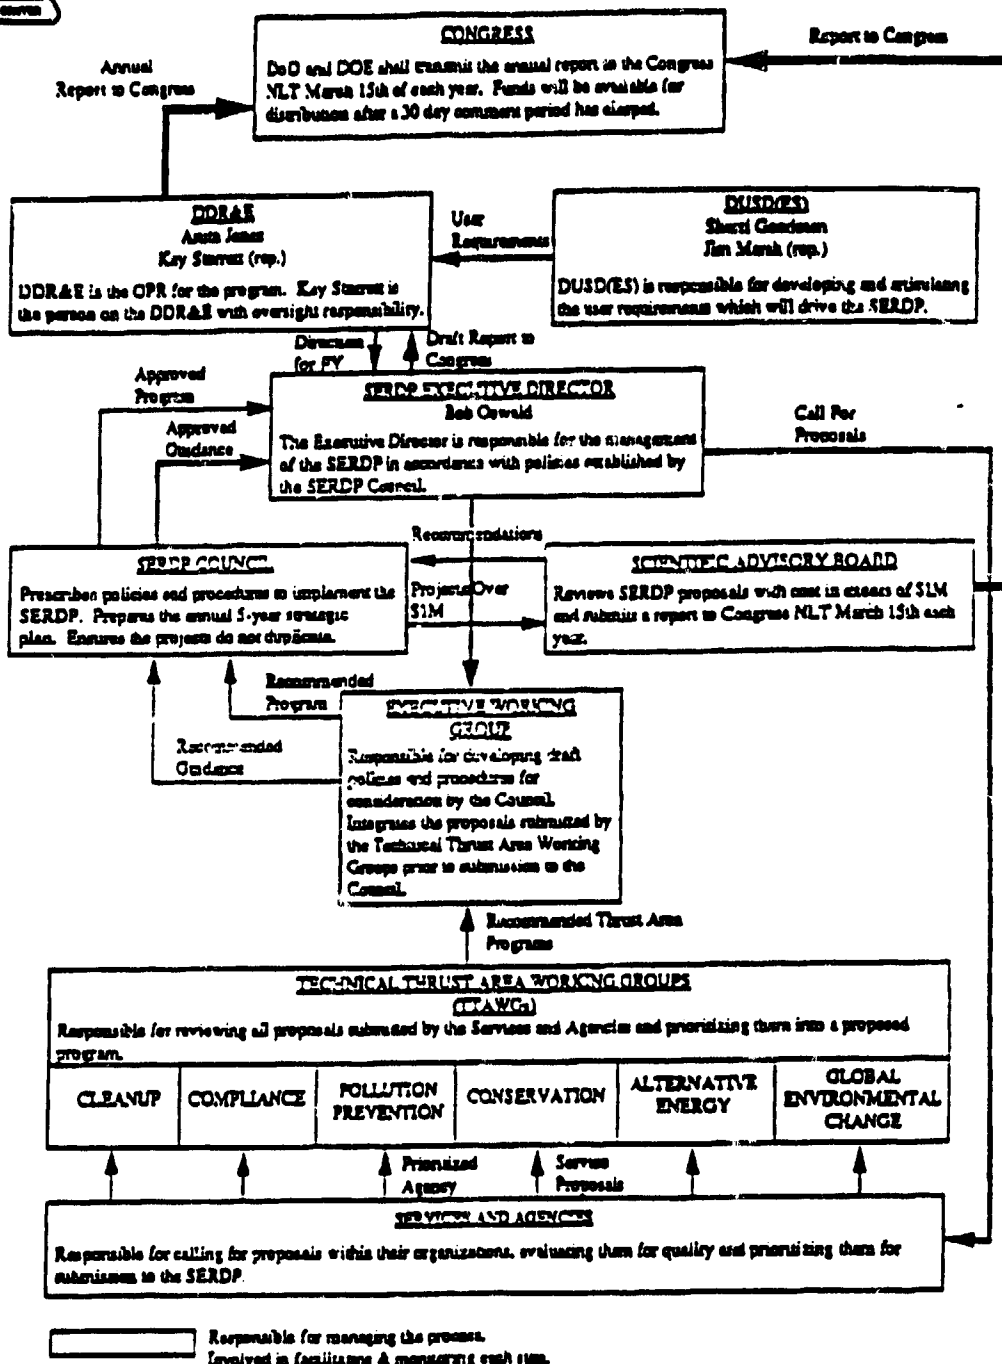 CONGRESS
DoD and DOE shall transmit the annual report to the Congress
NLT March 15th of each year. Funds will be available for
distribution after a 30 day comment period has elapsed.
Report to Congress
Annual
Report to Congress
DDR&E
Anita Jones
Kay Sterrett (rep.)
DDR&E is the OPR for the program. Kay Sterrett is
the person on the DDR&E with oversight responsibility.
User
Requirements
DUSD(ES)
Sherri Goodman
Jim Marsh (rep.)
DUSD(ES) is responsible for developing and articulating
the user requirements which will drive the SERDP.
Direction
for FY
Draft Report to
Congress
Approved
Program
Approved
Guidance
SERDP EXECUTIVE DIRECTOR
Bob Oswald
The Executive Director is responsible for the management
of the SERDP in accordance with policies established by
the SERDP Council.
Call For
Proposals
Recommendations
SERDP COUNCIL
Prescribes policies and procedures to implement the
SERDP. Prepares the annual 5-year strategic
plan. Ensures the projects do not duplicate.
Projects Over
$1M
SCIENTIFIC ADVISORY BOARD
Reviews SERDP proposals with cost in excess of $1M
and submits a report to Congress NLT March 15th each
year.
Recommended
Program
Recommended
Guidance
EXECUTIVE WORKING
GROUP
Responsible for developing draft
policies and procedures for
consideration by the Council.
Integrates the proposals submitted by
the Technical Thrust Area Working
Groups prior to submission to the
Council.
Recommended Thrust Area
Programs
TECHNICAL THRUST AREA WORKING GROUPS
(TTAWGs)
Responsible for reviewing all proposals submitted by the Services and Agencies and prioritizing them into a proposed
program.
CLEANUP
COMPLIANCE
POLLUTION
PREVENTION
CONSERVATION
ALTERNATIVE
ENERGY
GLOBAL
ENVIRONMENTAL
CHANGE
Prioritized
Agency
Service
Proposals
SERVICES AND AGENCIES
Responsible for calling for proposals within their organizations, evaluating them for quality and prioritizing them for
submission to the SERDP.
Responsible for managing the process.
Involved in facilitating & monitoring each step.